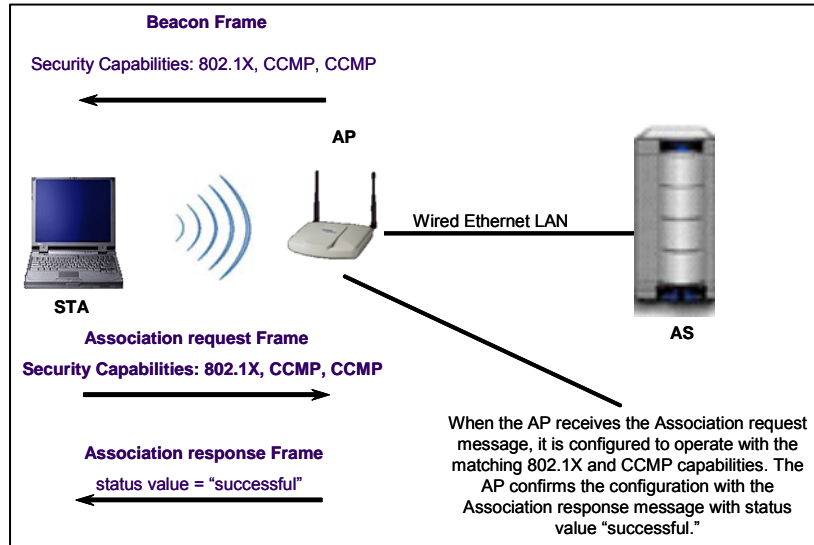 Beacon Frame
Security Capabilities: 802.1X, CCMP, CCMP
AP
Wired Ethernet LAN
STA
AS
Association request Frame
Security Capabilities: 802.1X, CCMP, CCMP
Association response Frame
status value = “successful”
When the AP receives the Association request
message, it is configured to operate with the
matching 802.1X and CCMP capabilities. The
AP confirms the configuration with the
Association response message with status
value “successful.”